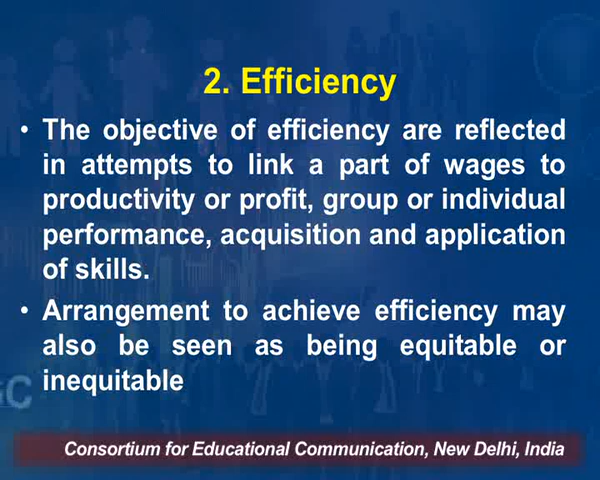 2. Efficiency
• The objective of efficiency are reflected
in attempts to link a part of wages to
productivity or profit, group or individual
performance, acquisition and application
of skills.
• Arrangement to achieve efficiency may
also be seen as being equitable or
inequitable
Consortium for Educational Communication, New Delhi, India